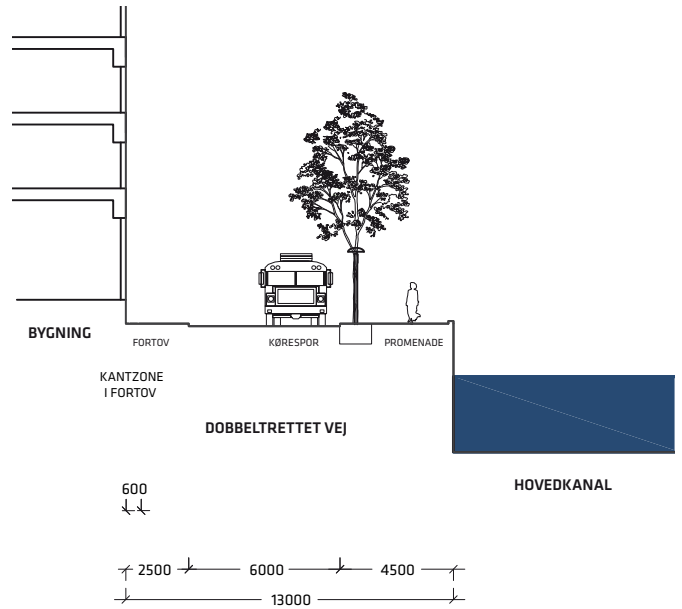 BYGNING
FORTOV
KØRESPOR
PROMENADE
KANTZONE
I FORTOV
DOBBELTRETTET VEJ
HOVEDKANAL
600
2500 6000 4500
13000